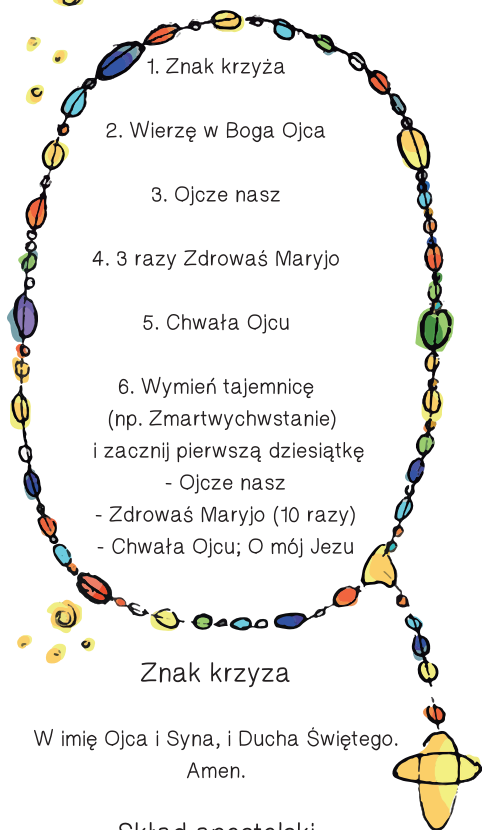 1. Znak krzyża
2. Wierzę w Boga Ojca
3. Ojcze nasz
4. 3 razy Zdrowaś Maryjo
5. Chwała Ojcu
6. Wymień tajemnicę
(np. Zmartwychwstanie)
i zacznij pierwszą dziesiątkę
- Ojcze nasz
- Zdrowaś Maryjo (10 razy)
- Chwała Ojcu; O mój Jezu
Znak krzyza
W imię Ojca i Syna, i Ducha Świętego.
Amen.
Skład apostolski